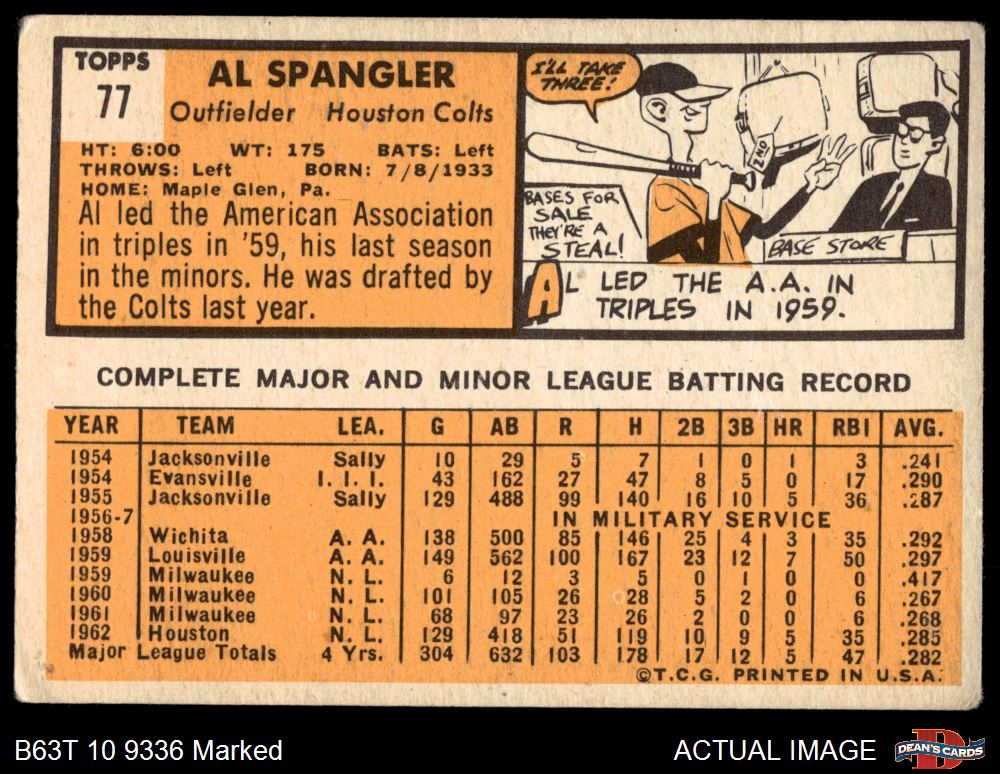 TOPPS
77
AL SPANGLER
Outfielder Houston Colts
HT: 6:00 WT: 175 BATS: Left
THROWS: Left BORN: 7/8/1933
HOME: Maple Glen, Pa.
Al led the American Association
in triples in '59, his last season
in the minors. He was drafted by
the Colts last year.
I'LL TAKE
THREE!
2ND
BASES FOR
SALE
THEY'RE A
STEAL!
BASE STORE
AL LED THE A.A. IN
TRIPLES IN 1959.
COMPLETE MAJOR AND MINOR LEAGUE BATTING RECORD
YEAR TEAM LEA. G AB R H 2B 3B HR RBI AVG.
1954 Jacksonville Sally 10 29 5 7 1 0 1 3 .241
1954 Evansville I. I. I. 43 162 27 47 8 5 0 17 .290
1955 Jacksonville Sally 129 488 99 140 16 10 5 36 .287
1956-7 IN MILITARY SERVICE
1958 Wichita A. A. 138 500 85 146 25 4 3 35 .292
1959 Louisville A. A. 149 562 100 167 23 12 7 50 .297
1959 Milwaukee N. L. 6 12 3 5 0 1 0 0 .417
1960 Milwaukee N. L. 101 105 26 28 5 2 0 6 .267
1961 Milwaukee N. L. 68 97 23 26 2 0 0 6 .268
1962 Houston N. L. 129 418 51 119 10 9 5 35 .285
Major League Totals 4 Yrs. 304 632 103 178 17 12 5 47 .282
©T.C.G. PRINTED IN U.S.A.
B63T 10 9336 Marked
ACTUAL IMAGE
DEAN'S CARDS